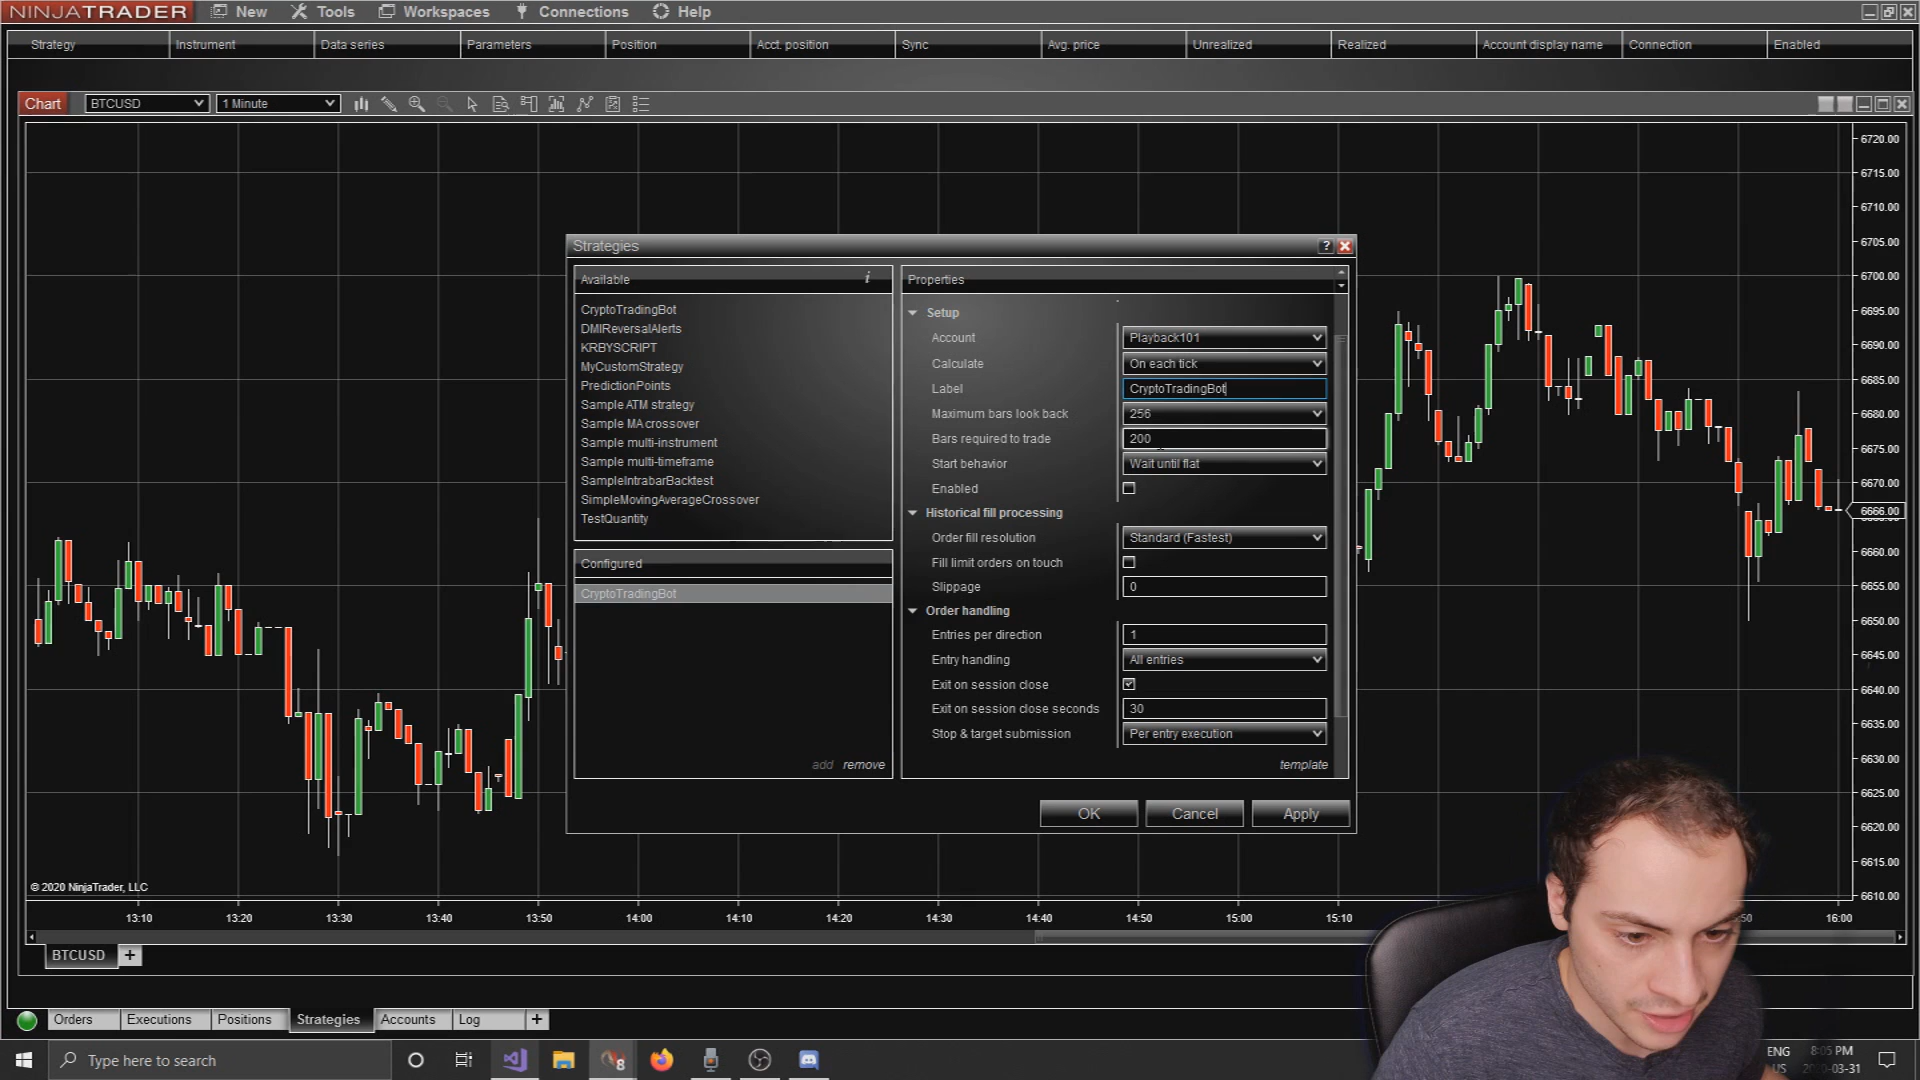 NINJATRADER New Tools Workspaces Connections Help
Strategy Instrument Data series Parameters Position Acct. position Sync Avg. price Unrealized Realized Account display name Connection Enabled
Chart BTCUSD 1 Minute
6720.00
6715.00
6710.00
6705.00
6700.00
6695.00
6690.00
6685.00
6680.00
6675.00
6670.00
6666.00
6660.00
6655.00
6650.00
6645.00
6640.00
6635.00
6630.00
6625.00
6620.00
6615.00
6610.00
Strategies ?
Available i
CryptoTradingBot
DMIReversalAlerts
KRBYSCRIPT
MyCustomStrategy
PredictionPoints
Sample ATM strategy
Sample MA crossover
Sample multi-instrument
Sample multi-timeframe
SampleIntrabarBacktest
SimpleMovingAverageCrossover
TestQuantity
Configured
CryptoTradingBot
add remove
Properties
Setup
Account Playback101
Calculate On each tick
Label CryptoTradingBot
Maximum bars look back 256
Bars required to trade 200
Start behavior Wait until flat
Enabled
Historical fill processing
Order fill resolution Standard (Fastest)
Fill limit orders on touch
Slippage 0
Order handling
Entries per direction 1
Entry handling All entries
Exit on session close
Exit on session close seconds 30
Stop & target submission Per entry execution
template
OK Cancel Apply
© 2020 NinjaTrader, LLC
13:10 13:20 13:30 13:40 13:50 14:00 14:10 14:20 14:30 14:40 14:50 15:00 15:10 16:00
BTCUSD +
Orders Executions Positions Strategies Accounts Log +
Type here to search
8
ENG
US
8:05 PM